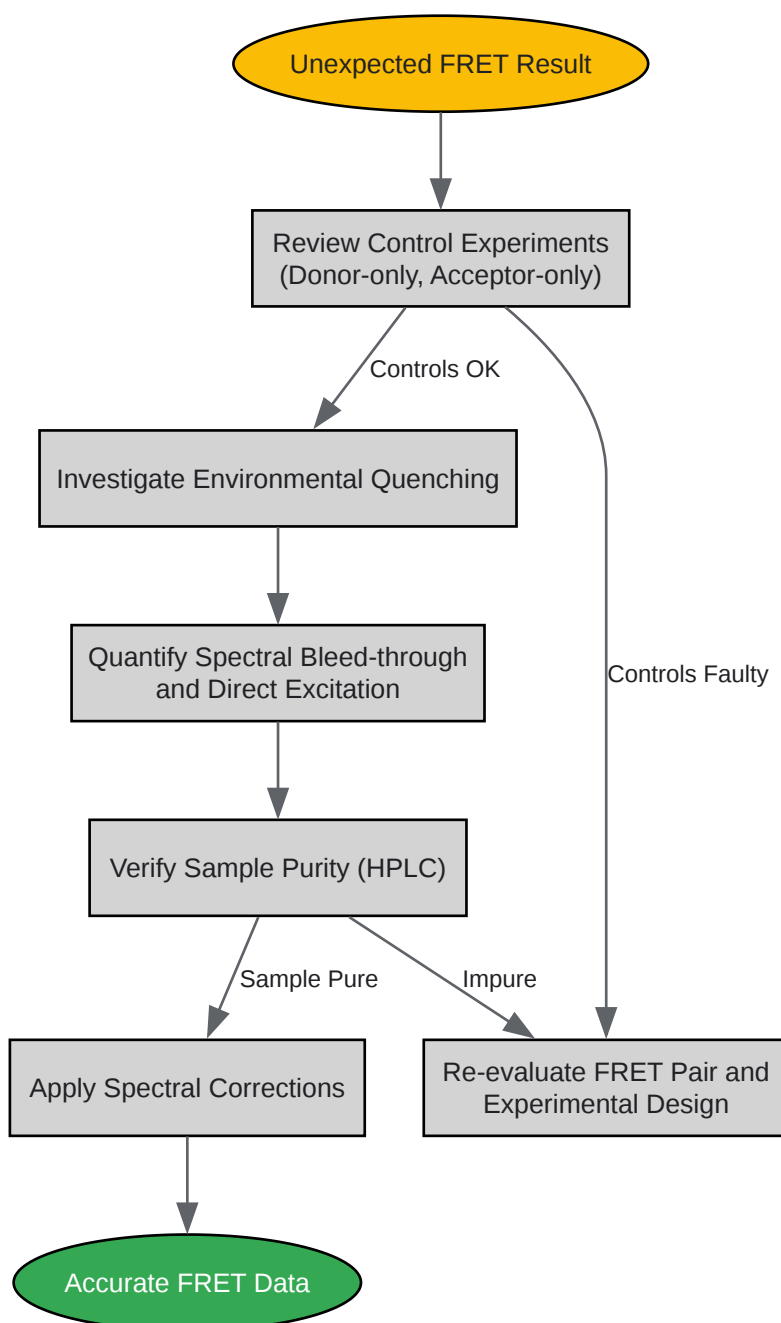 Unexpected FRET Result
Review Control Experiments
(Donor-only, Acceptor-only)
Controls OK
Investigate Environmental Quenching
Quantify Spectral Bleed-through
and Direct Excitation
Controls Faulty
Verify Sample Purity (HPLC)
Sample Pure
Impure
Apply Spectral Corrections
Re-evaluate FRET Pair and
Experimental Design
Accurate FRET Data